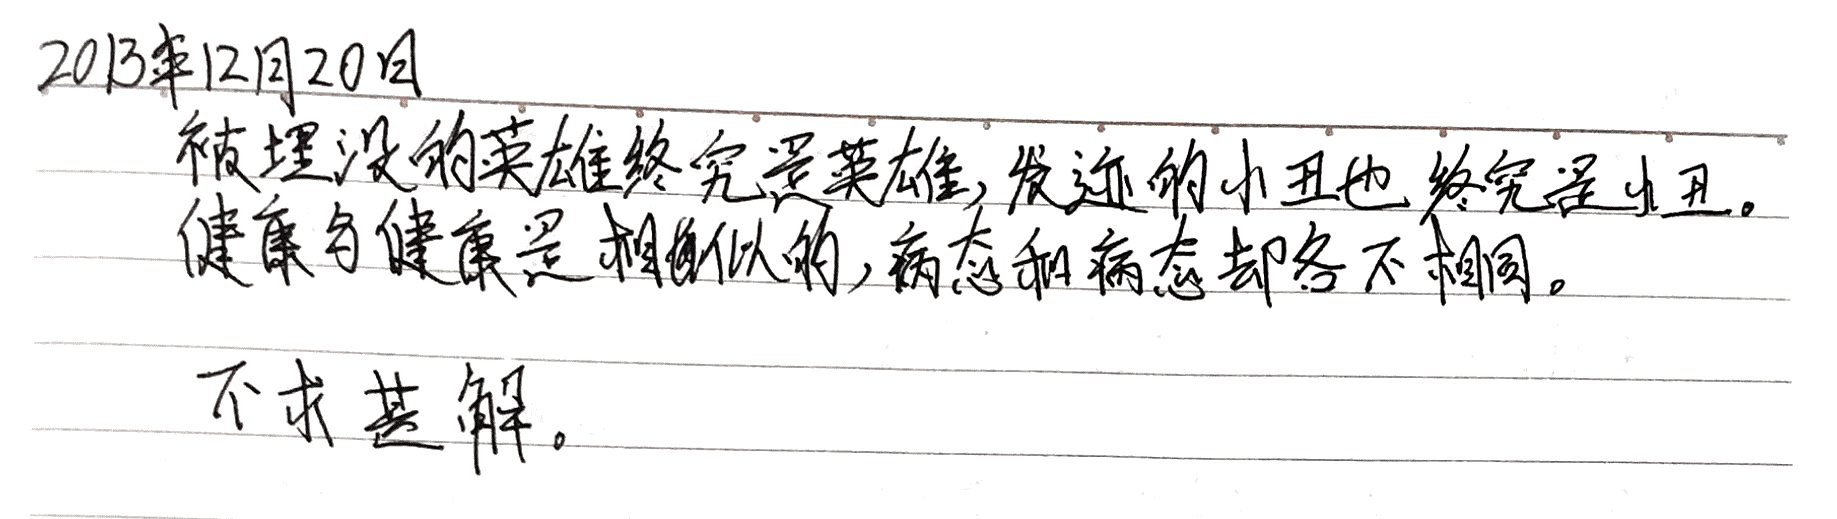 2013年12月20日
被埋没的英雄终究是英雄，发迹的小丑也终究是小丑。
健康与健康是相似的，病态和病态却各不相同。
不求甚解。